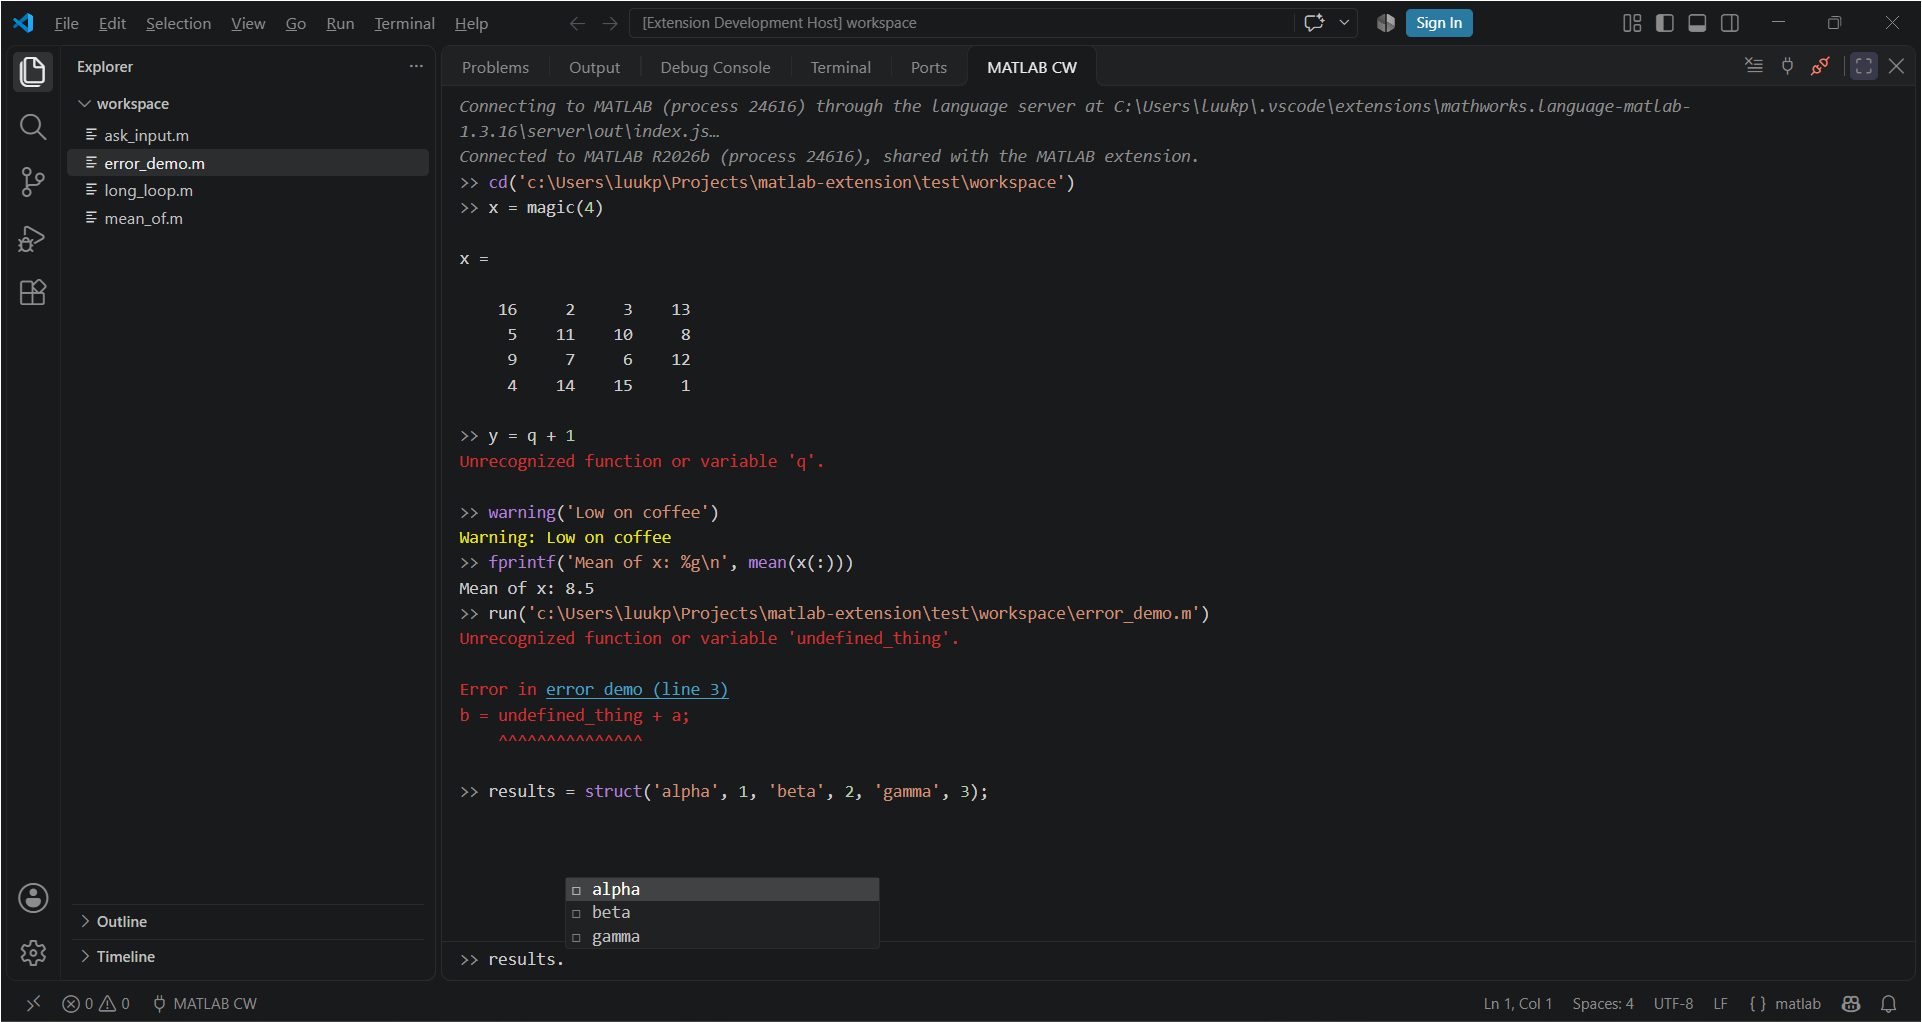 File Edit Selection View Go Run Terminal Help
[Extension Development Host] workspace
Sign In
Explorer
workspace
ask_input.m
error_demo.m
long_loop.m
mean_of.m
Outline
Timeline
Problems Output Debug Console Terminal Ports MATLAB CW
Connecting to MATLAB (process 24616) through the language server at C:\Users\luukp\.vscode\extensions\mathworks.language-matlab-
1.3.16\server\out\index.js…
Connected to MATLAB R2026b (process 24616), shared with the MATLAB extension.
>> cd('c:\Users\luukp\Projects\matlab-extension\test\workspace')
>> x = magic(4)
x =
16 2 3 13
5 11 10 8
9 7 6 12
4 14 15 1
>> y = q + 1
Unrecognized function or variable 'q'.
>> warning('Low on coffee')
Warning: Low on coffee
>> fprintf('Mean of x: %g\n', mean(x(:)))
Mean of x: 8.5
>> run('c:\Users\luukp\Projects\matlab-extension\test\workspace\error_demo.m')
Unrecognized function or variable 'undefined_thing'.
Error in error_demo (line 3)
b = undefined_thing + a;
^^^^^^^^^^^^^^^
>> results = struct('alpha', 1, 'beta', 2, 'gamma', 3);
alpha
beta
gamma
>> results.
0 0 MATLAB CW
Ln 1, Col 1 Spaces: 4 UTF-8 LF { } matlab